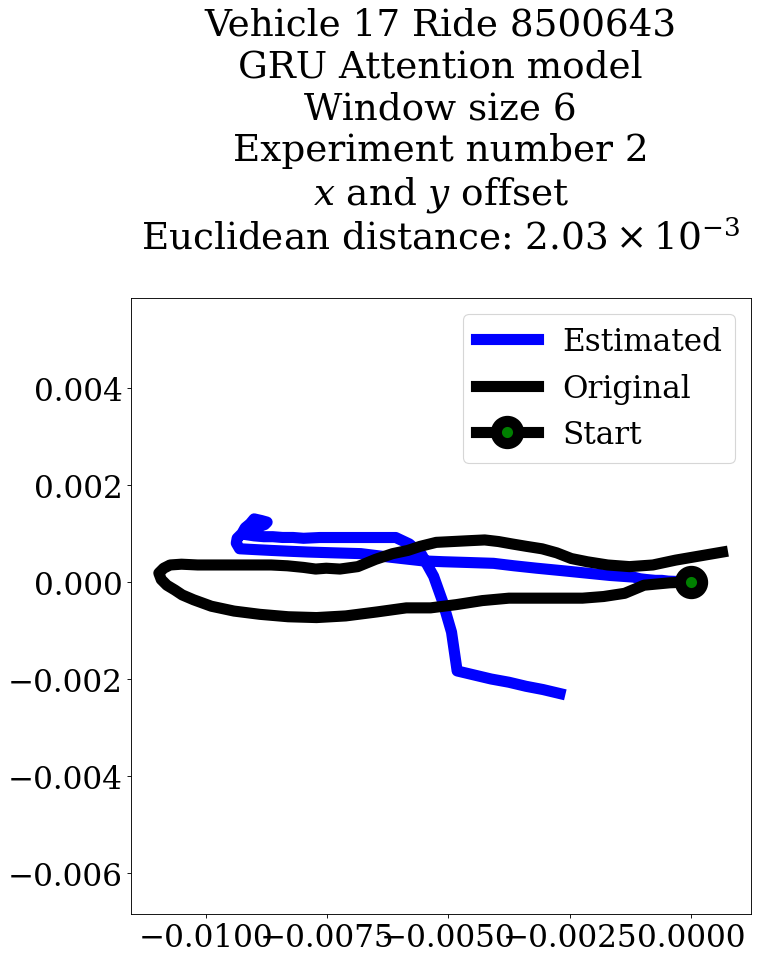 Vehicle 17 Ride 8500643
GRU Attention model
Window size 6
Experiment number 2
x and y offset
Euclidean distance: 2.03 × 10⁻³
Estimated
Original
Start
0.004
0.002
0.000
−0.002
−0.004
−0.006
−0.0100 −0.0075 −0.0050 −0.0025 0.0000